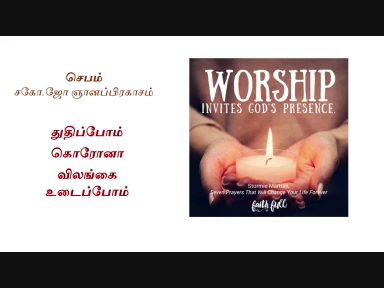 செபம்
சகோ.ஜோ ஞானப்பிரகாசம்
துதிப்போம்
கொரோனா
விலங்கை
உடைப்போம்
WORSHIP
INVITES GOD'S PRESENCE.
Stormie Martian,
Seven Prayers That Will Change Your Life Forever
faith full